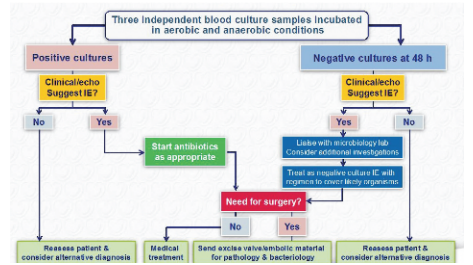 Three independent blood culture samples incubated
in aerobic and anaerobic conditions
Positive cultures
Negative cultures at 48 h
Clinical/echo
Suggest IE?
Clinical/echo
Suggest IE?
No
Yes
Yes
No
Start antibiotics
as appropriate
Liaise with microbiology lab
Consider additional investigations
Treat as negative culture IE with
regimen to cover likely organisms
Need for surgery?
No
Yes
Reasess patient &
consider alternative diagnosis
Medical
treatment
Send excise valve/embolic material
for pathology & bacteriology
Reasess patient &
consider alternative diagnosis